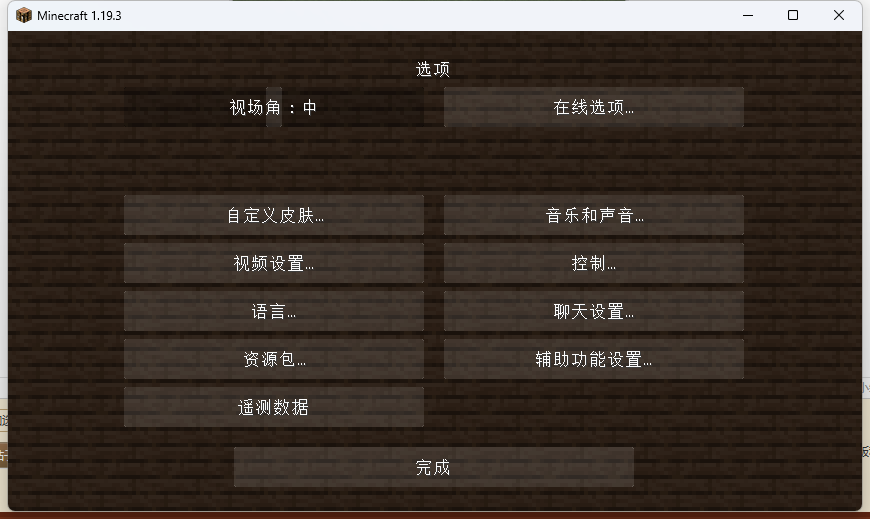 Minecraft 1.19.3
选项
视场角：中
在线选项...
自定义皮肤...
音乐和声音...
视频设置...
控制...
语言...
聊天设置...
资源包...
辅助功能设置...
遥测数据
完成